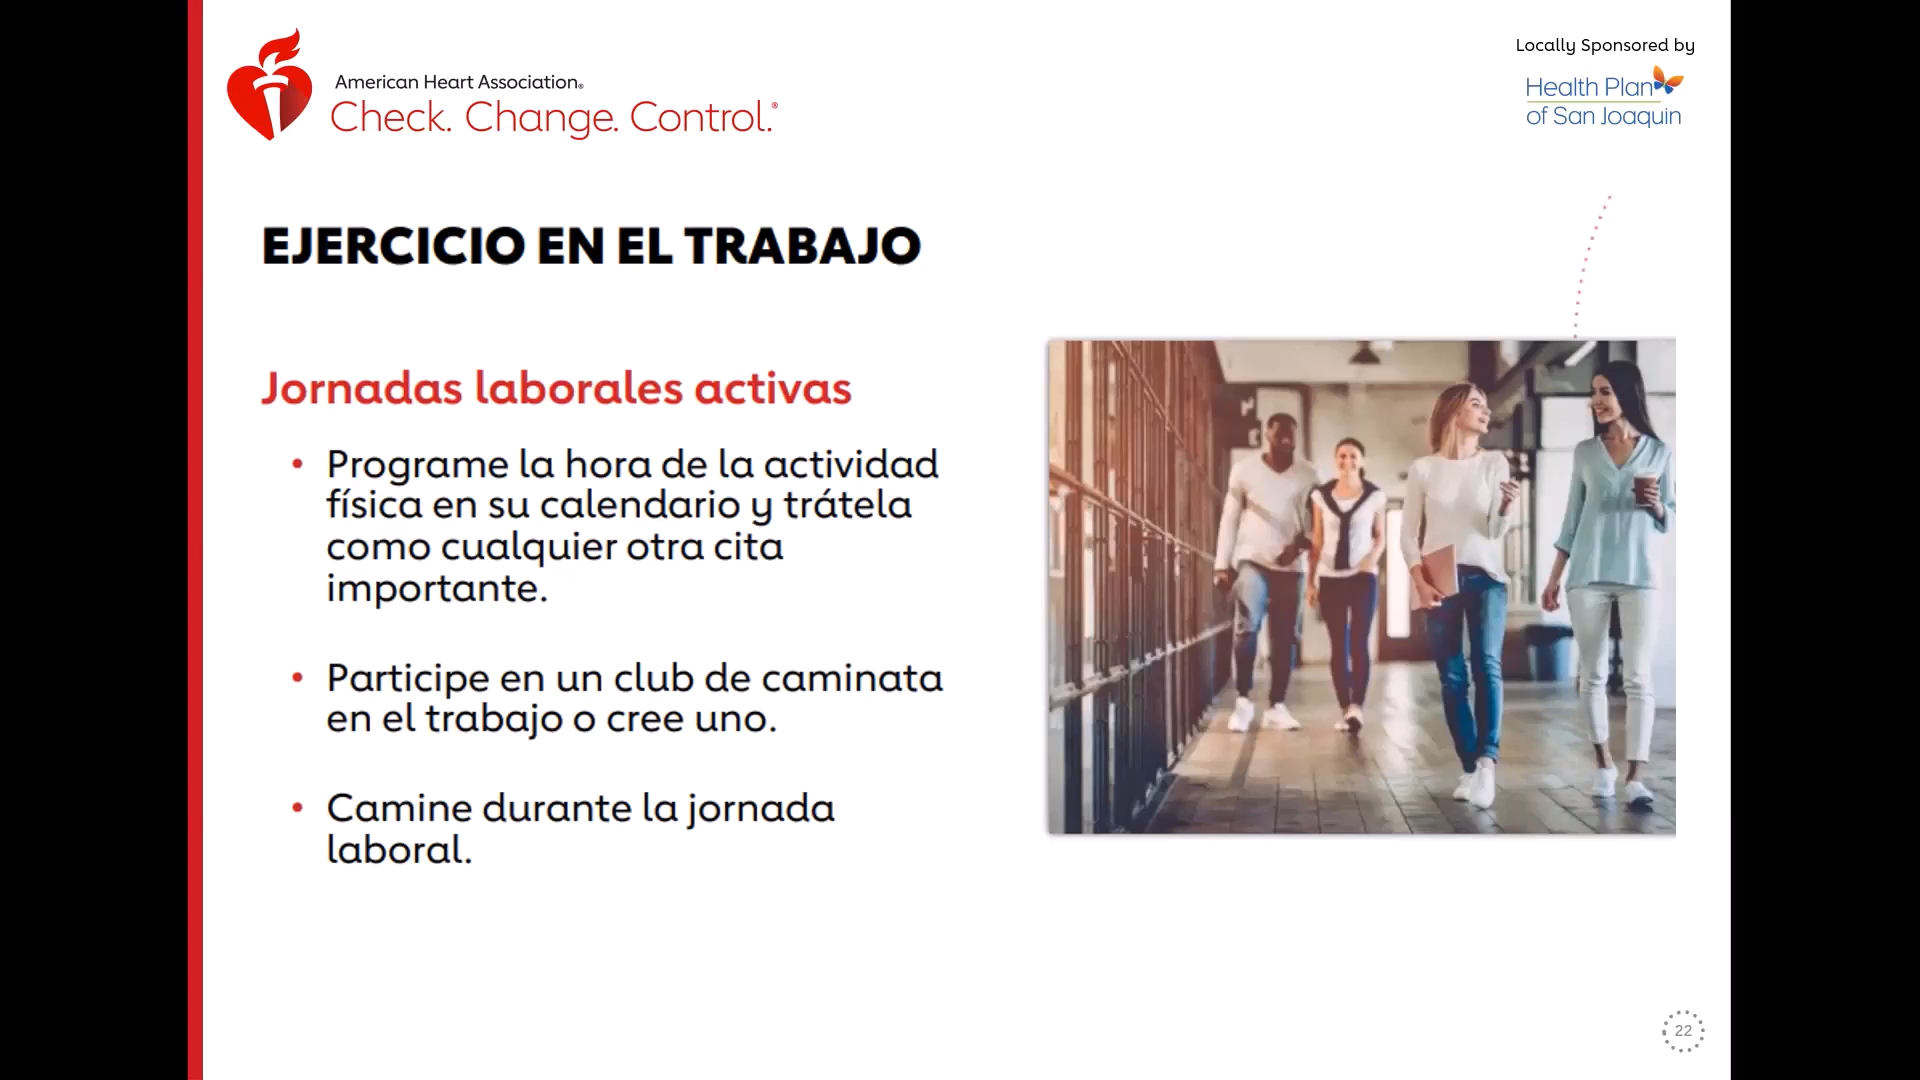 American Heart Association®
Check. Change. Control.®
Locally Sponsored by
Health Plan
of San Joaquin
EJERCICIO EN EL TRABAJO
Jornadas laborales activas
• Programe la hora de la actividad
física en su calendario y trátela
como cualquier otra cita
importante.
• Participe en un club de caminata
en el trabajo o cree uno.
• Camine durante la jornada
laboral.
22